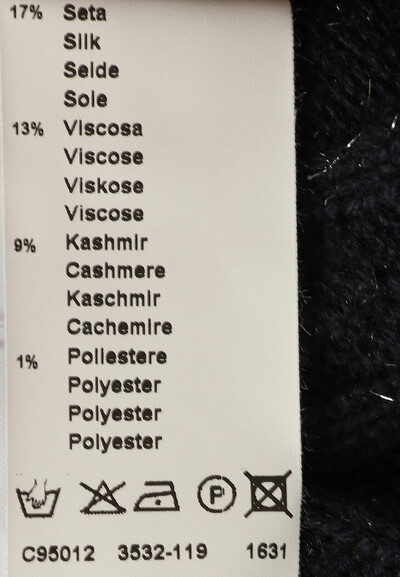 17% Seta
Silk
Seide
Soie
13% Viscosa
Viscose
Viskose
Viscose
9% Kashmir
Cashmere
Kaschmir
Cachemire
1% Poliestere
Polyester
Polyester
Polyester
P
C95012 3532-119 1631